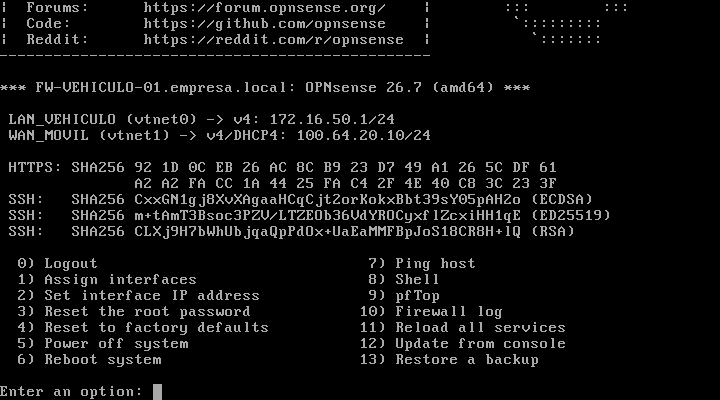 | Forums: https://forum.opnsense.org/ | ::: :::
| Code: https://github.com/opnsense | `:::::::::
| Reddit: https://reddit.com/r/opnsense | `:::::::
------------------------------------------------
*** FW-VEHICULO-01.empresa.local: OPNsense 26.7 (amd64) ***
LAN_VEHICULO (vtnet0) -> v4: 172.16.50.1/24
WAN_MOVIL (vtnet1) -> v4/DHCP4: 100.64.20.10/24
HTTPS: SHA256 92 1D 0C EB 26 AC 8C B9 23 D7 49 A1 26 5C DF 61
A2 A2 FA CC 1A 44 25 FA C4 2F 4E 40 C8 3C 23 3F
SSH: SHA256 CxxGN1gj8XvXAgaaHCqCjt2orKokxBbt39sY05pAH2o (ECDSA)
SSH: SHA256 m+tAmT3Bsoc3PZV/LTZEOb36VdYROCyxflZcxiHH1qE (ED25519)
SSH: SHA256 CLXj9H7bWhUbjqaQpPdOx+UaEaMMFBpJoS18CR8H+lQ (RSA)
0) Logout 7) Ping host
1) Assign interfaces 8) Shell
2) Set interface IP address 9) pfTop
3) Reset the root password 10) Firewall log
4) Reset to factory defaults 11) Reload all services
5) Power off system 12) Update from console
6) Reboot system 13) Restore a backup
Enter an option: